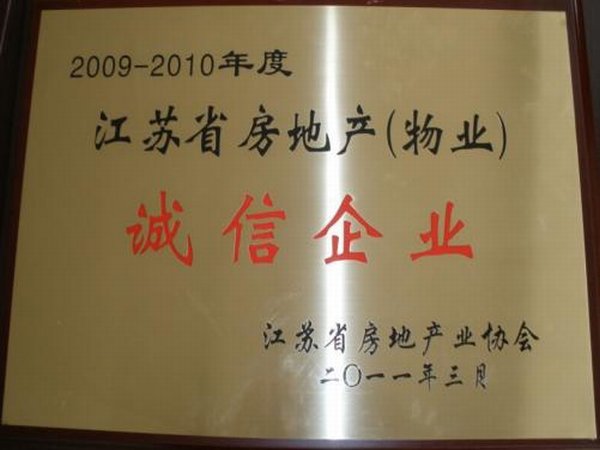 2009-2010年度
江苏省房地产(物业)
诚信企业
江苏省房地产业协会
二〇一一年三月